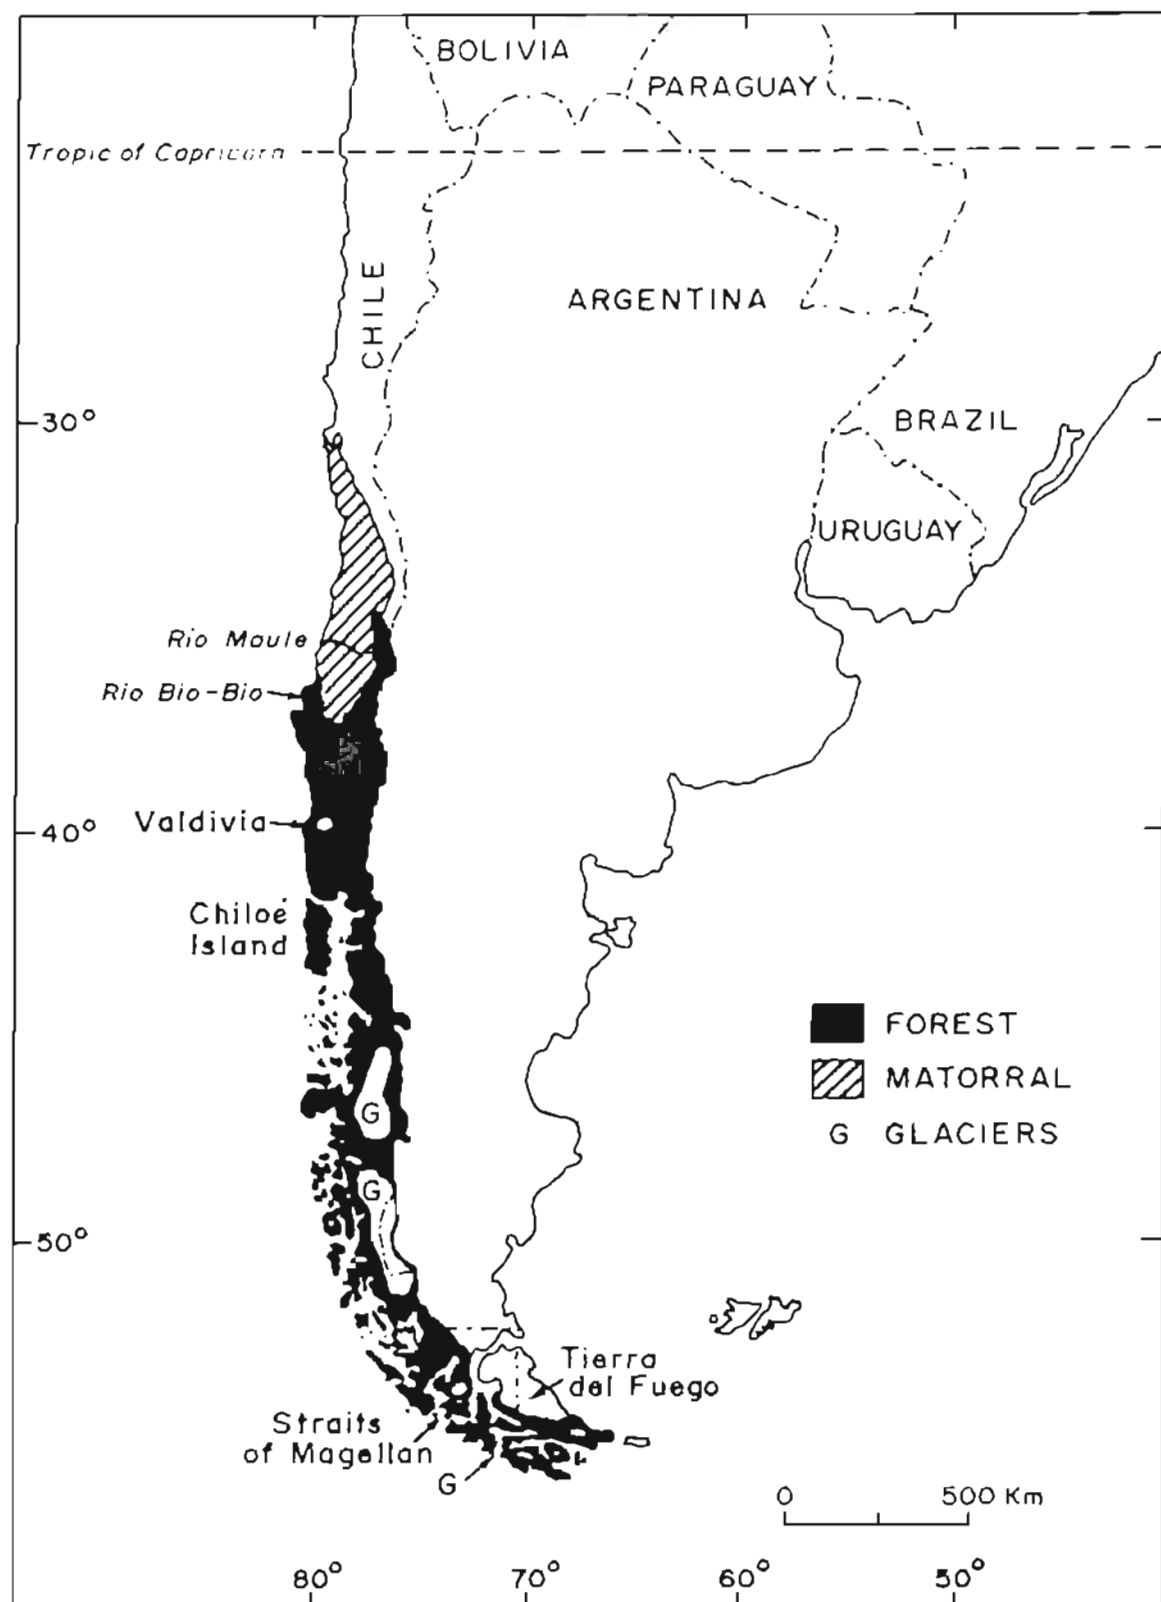 BOLIVIA
PARAGUAY
Tropic of Capricorn
CHILE
ARGENTINA
30°
BRAZIL
URUGUAY
Rio Maule
Rio Bio-Bio
Valdivia
40°
Chiloé
Island
FOREST
MATORRAL
G GLACIERS
G
G
50°
Tierra
del Fuego
Straits
of Magellan
G
0 500 Km
80° 70° 60° 50°